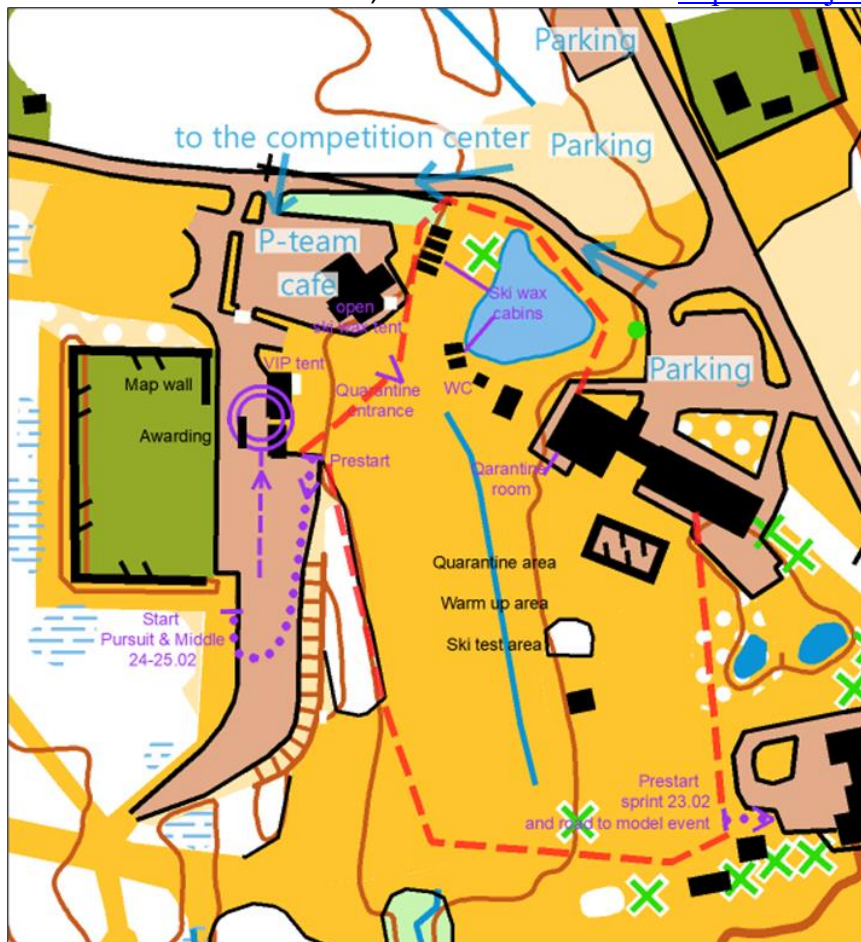 Parking
to the competition center
Parking
P-team
cafe
open
ski wax tent
Ski wax
cabins
VIP tent
Parking
Map wall
Quarantine
entrance
WC
Awarding
Prestart
Qarantine
room
Quarantine area
Warm up area
Ski test area
Start
Pursuit & Middle
24-25.02
Prestart
sprint 23.02
and road to model event